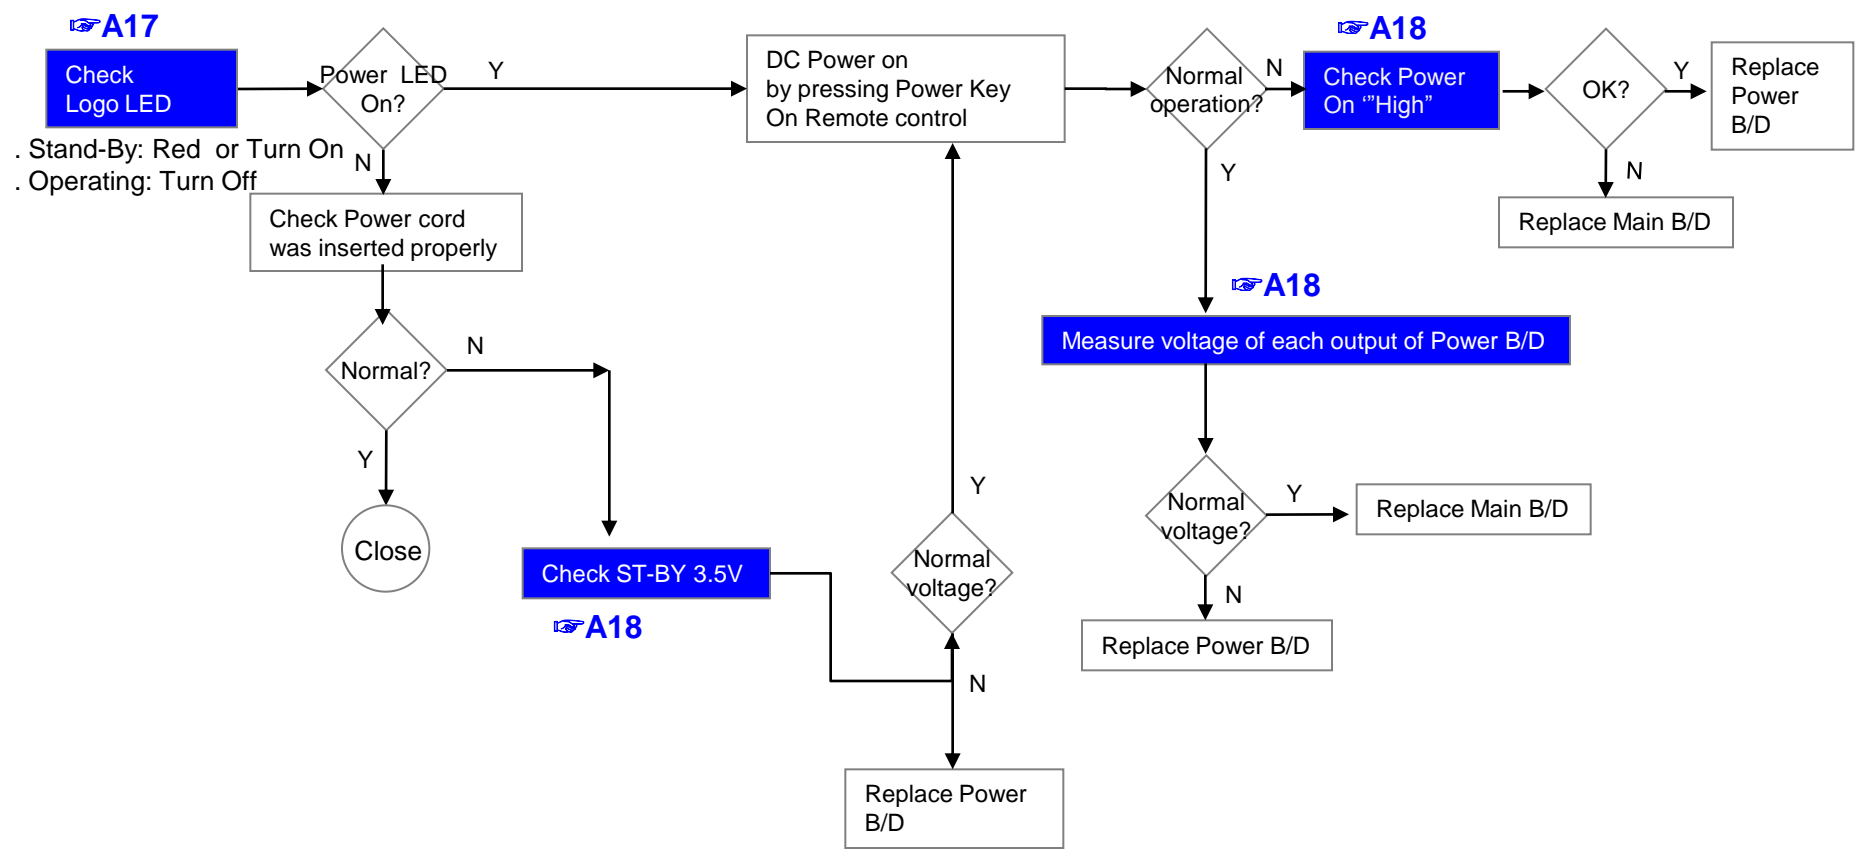 ☞A17
Check
Logo LED
. Stand-By: Red or Turn On
. Operating: Turn Off
Power LED
On?
Y
N
Check Power cord
was inserted properly
Normal?
N
Y
Close
Check ST-BY 3.5V
☞A18
Normal
voltage?
Y
N
Replace Power
B/D
DC Power on
by pressing Power Key
On Remote control
Normal
operation?
N
Y
☞A18
Check Power
On ‘”High”
OK?
Y
Replace
Power
B/D
N
Replace Main B/D
☞A18
Measure voltage of each output of Power B/D
Normal
voltage?
Y
Replace Main B/D
N
Replace Power B/D